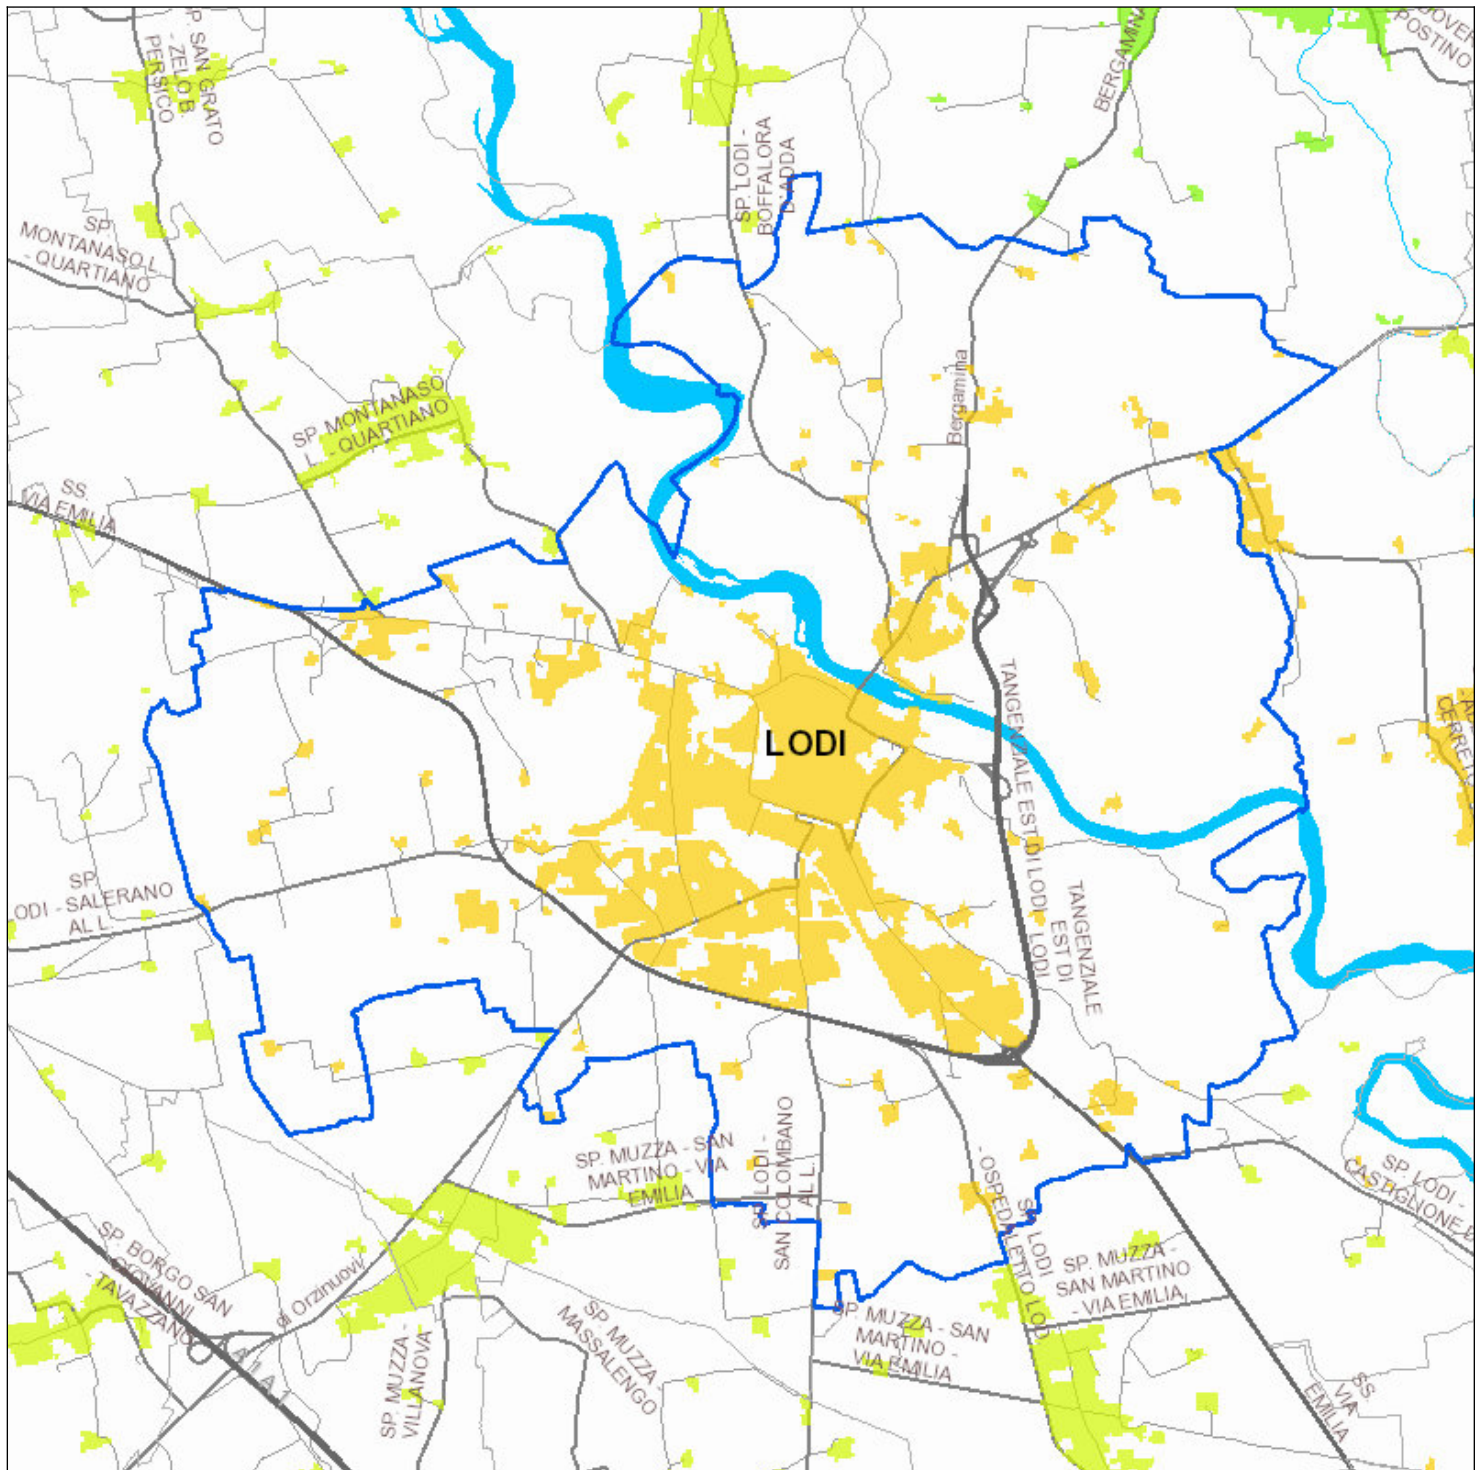 P. SAN GRATO
- ZELO B.
PERSICO
BERGAMINA
POSTINO
SP. LODI -
BOFFALORA
D'ADDA
SP.
MONTANASO L.
- QUARTIANO
Bergamina
SP. MONTANASO
L. - QUARTIANO
SS.
VIA EMILIA
CERRETO
LODI
TANGENZIALE EST DI LODI - LODI
SP.
ODI - SALERANO
AL L.
TANGENZIALE
EST DI
LODI
SP. MUZZA - SAN
MARTINO - VIA
EMILIA
SP. LODI -
SAN COLOMBANO
AL L.
SP. LODI
- OSPEDALETTO LOD.
SP. LODI -
CASTIGLIONE D
SP. BORGO SAN
GIOVANNI
- TAVAZZANO
di Orzinuovi
SP. MUZZA -
SAN MARTINO
- VIA EMILIA
SP. MUZZA -
VILLANOVA
SP. MUZZA -
MASSALENGO
SP. MUZZA - SAN
MARTINO -
VIA EMILIA
SS.
VIA
EMILIA
A1